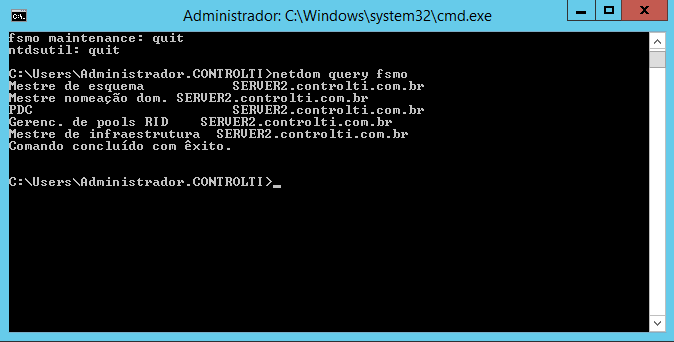 Administrador: C:\Windows\system32\cmd.exe
fsmo maintenance: quit
ntdsutil: quit
C:\Users\Administrador.CONTROLTI>netdom query fsmo
Mestre de esquema SERVER2.controlti.com.br
Mestre nomeação dom. SERVER2.controlti.com.br
PDC SERVER2.controlti.com.br
Gerenc. de pools RID SERVER2.controlti.com.br
Mestre de infraestrutura SERVER2.controlti.com.br
Comando concluído com êxito.
C:\Users\Administrador.CONTROLTI>_